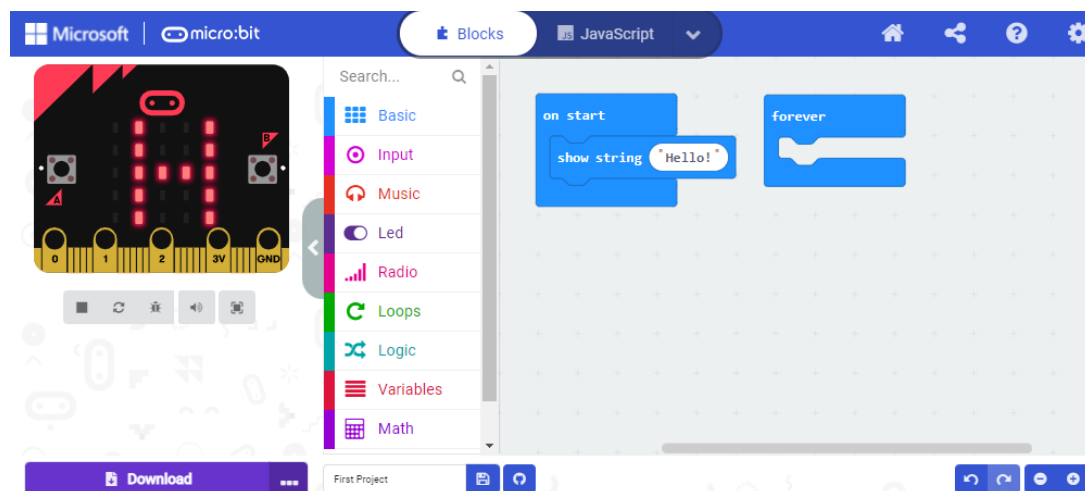 Microsoft micro:bit
Blocks
JS JavaScript
Search...
Basic
Input
Music
Led
Radio
Loops
Logic
Variables
Math
A
B
0 1 2 3V GND
on start
show string "Hello!"
forever
Download
First Project